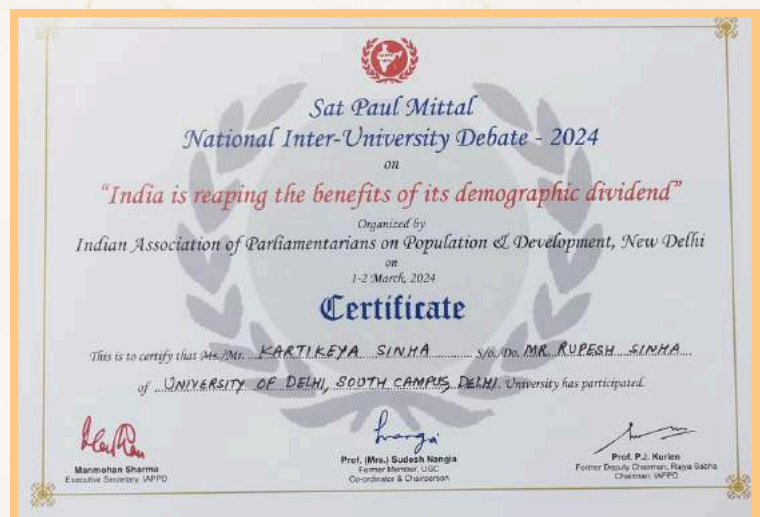 Sat Paul Mittal
National Inter-University Debate - 2024
on
“India is reaping the benefits of its demographic dividend”
Organized by
Indian Association of Parliamentarians on Population & Development, New Delhi
on
1-2 March, 2024
Certificate
This is to certify that Ms./Mr. KARTIKEYA SINHA S/o./Do. MR. RUPESH SINHA
of UNIVERSITY OF DELHI, SOUTH CAMPUS, DELHI. University has participated.
Manmohan Sharma
Executive Secretary, IAPPD
Prof. (Mrs.) Sudesh Nangia
Former Member, UGC
Co-ordinator & Chairperson
Prof. P.J. Kurien
Former Deputy Chairman, Rajya Sabha
Chairman, IAPPD